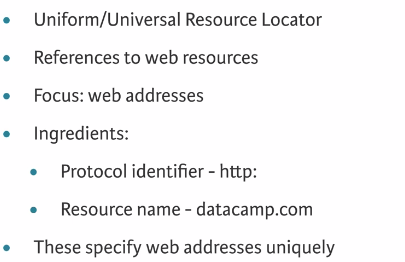 • Uniform/Universal Resource Locator
• References to web resources
• Focus: web addresses
• Ingredients:
• Protocol identifier - http:
• Resource name - datacamp.com
• These specify web addresses uniquely